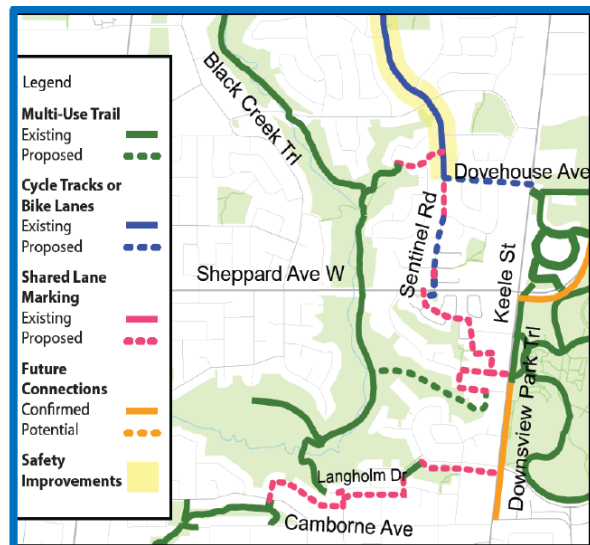 Legend
Multi-Use Trail
Existing
Proposed
Cycle Tracks or
Bike Lanes
Existing
Proposed
Shared Lane
Marking
Existing
Proposed
Future
Connections
Confirmed
Potential
Safety
Improvements
Black Creek Trl
Dovehouse Ave
Sentinel Rd
Keele St
Sheppard Ave W
Downsview Park Trl
Langholm Dr
Camborne Ave